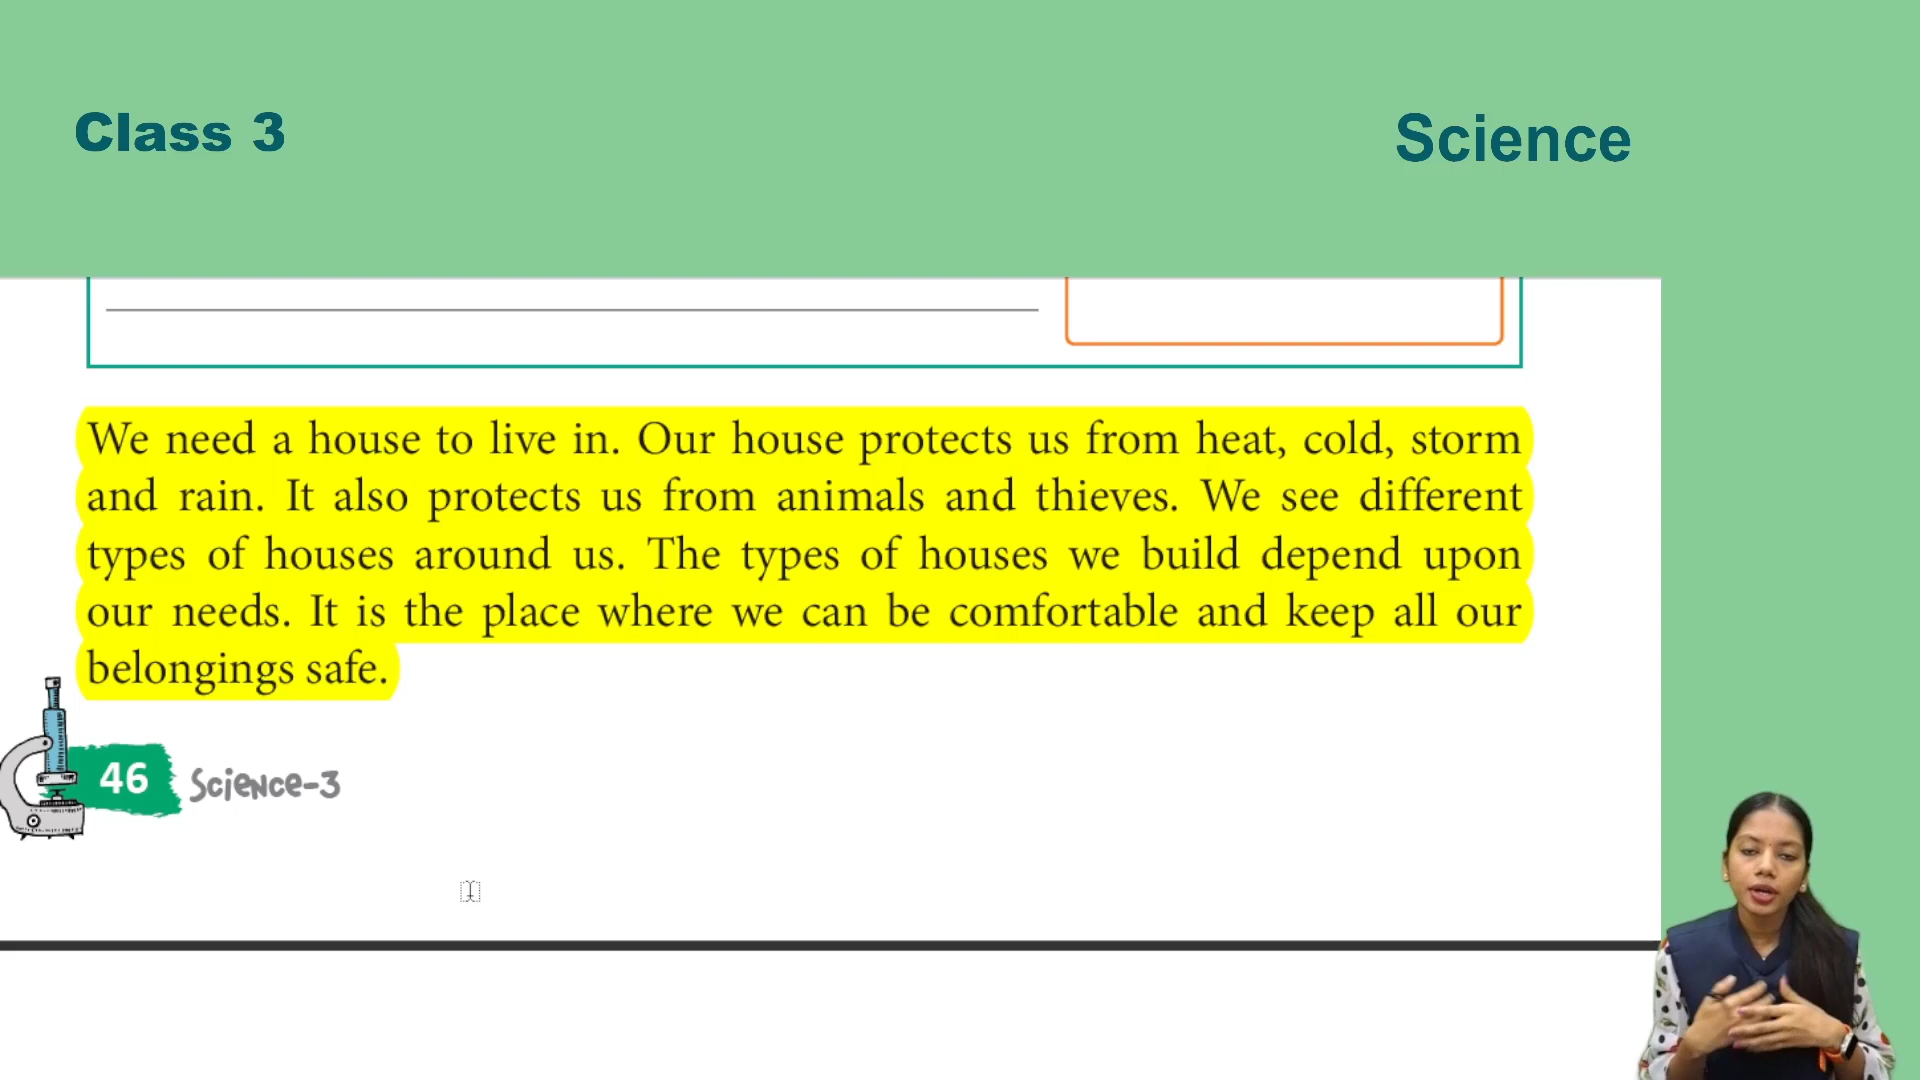 Class 3
Science
We need a house to live in. Our house protects us from heat, cold, storm
and rain. It also protects us from animals and thieves. We see different
types of houses around us. The types of houses we build depend upon
our needs. It is the place where we can be comfortable and keep all our
belongings safe.
46 Science-3